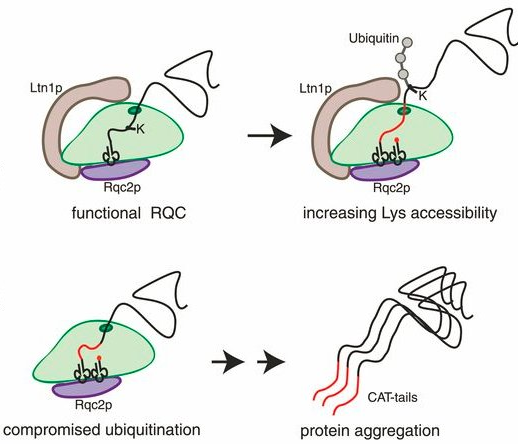 Ltn1p
K
Rqc2p
functional RQC
Ubiquitin
Ltn1p
K
Rqc2p
increasing Lys accessibility
Rqc2p
compromised ubiquitination
CAT-tails
protein aggregation